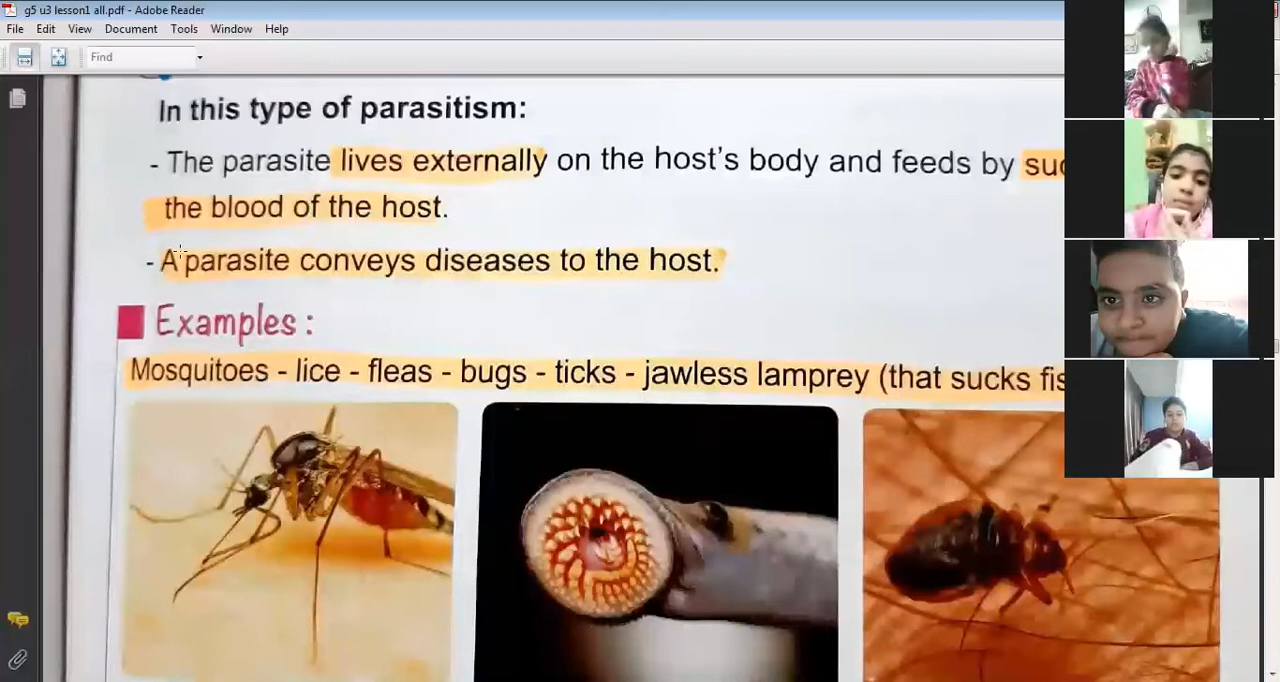 g5 u3 lesson1 all.pdf - Adobe Reader
File Edit View Document Tools Window Help
Find
In this type of parasitism:
- The parasite lives externally on the host's body and feeds by
the blood of the host.
- A parasite conveys diseases to the host.
Examples :
Mosquitoes - lice - fleas - bugs - ticks - jawless lamprey (that sucks